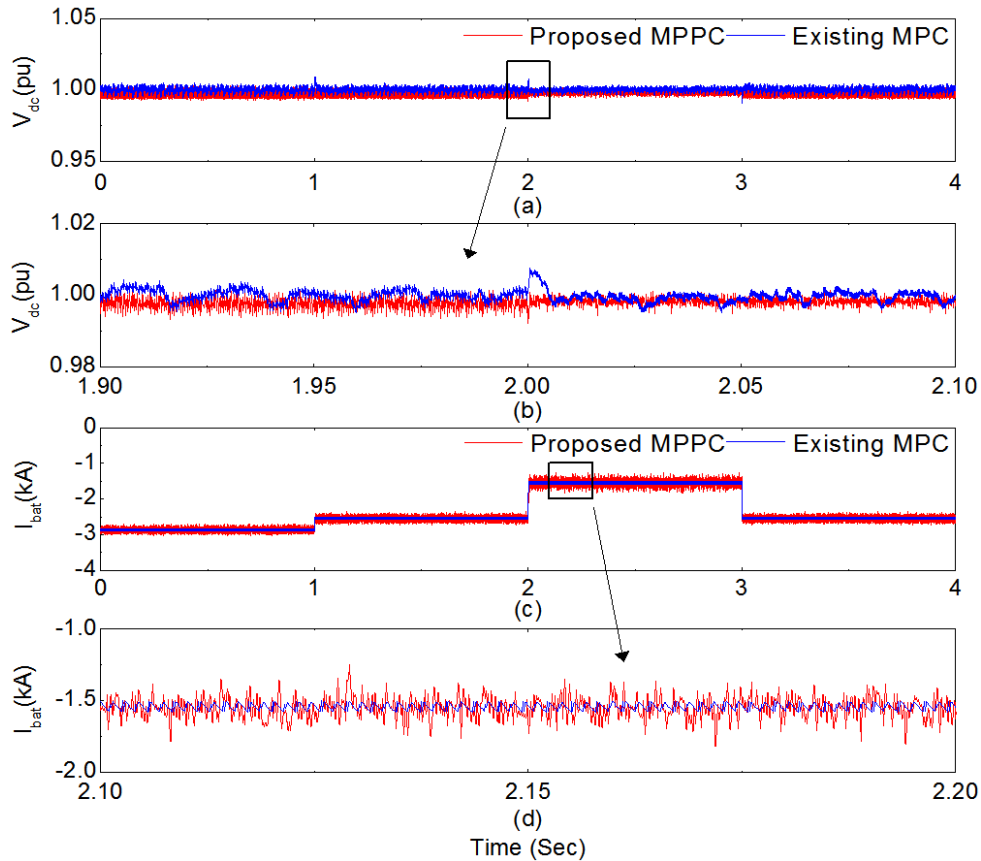 1.05
Proposed MPPC Existing MPC
V_dc(pu)
1.00
0.95
0 1 2 3 4
(a)
1.02
V_dc(pu)
1.00
0.98
1.90 1.95 2.00 2.05 2.10
(b)
0
Proposed MPPC Existing MPC
-1
I_bat(kA)
-2
-3
-4
0 1 2 3 4
(c)
-1.0
I_bat(kA)
-1.5
-2.0
2.10 2.15 2.20
(d)
Time (Sec)